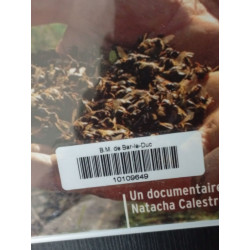 B.M. de Bar-le-Duc
10109649
Un documentaire
Natacha Calestr